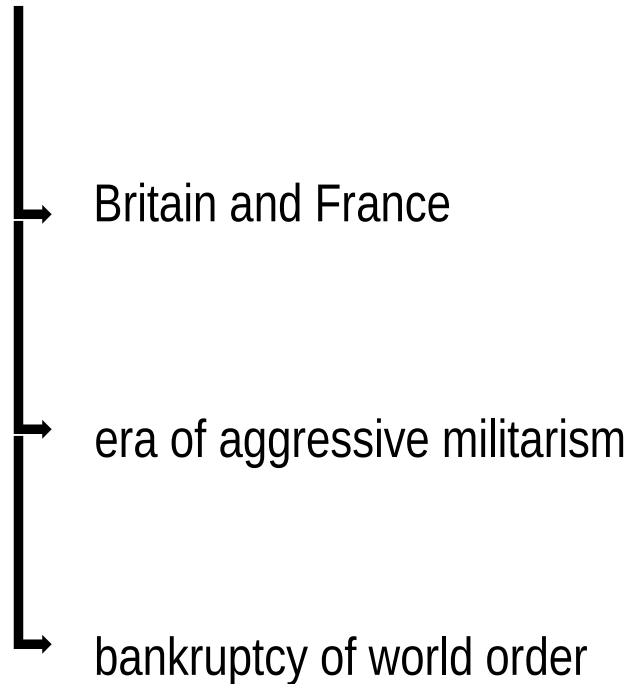 Britain and France
era of aggressive militarism
bankruptcy of world order